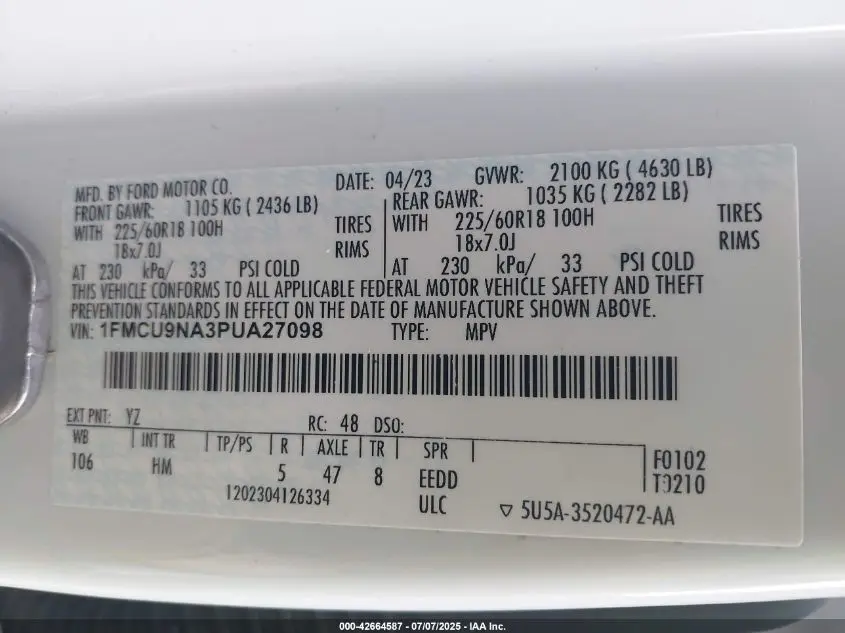 MFD. BY FORD MOTOR CO.
DATE: 04/23
GVWR: 2100 KG ( 4630 LB)
FRONT GAWR: 1105 KG ( 2436 LB)
WITH 225/60R18 100H TIRES
18x7.0J RIMS
AT 230 kPa/ 33 PSI COLD
REAR GAWR: 1035 KG ( 2282 LB)
WITH 225/60R18 100H TIRES
18x7.0J RIMS
AT 230 kPa/ 33 PSI COLD
THIS VEHICLE CONFORMS TO ALL APPLICABLE FEDERAL MOTOR VEHICLE SAFETY AND THEFT
PREVENTION STANDARDS IN EFFECT ON THE DATE OF MANUFACTURE SHOWN ABOVE.
VIN: 1FMCU9NA3PUA27098 TYPE: MPV
EXT PNT: YZ RC: 48 DSO:
WB INT TR TP/PS R AXLE TR SPR
106 HM 5 47 8 EEDD
F0102
T0210
1202304126334 ULC
▽ 5U5A-3520472-AA
000-42664587 - 07/07/2025 - IAA Inc.